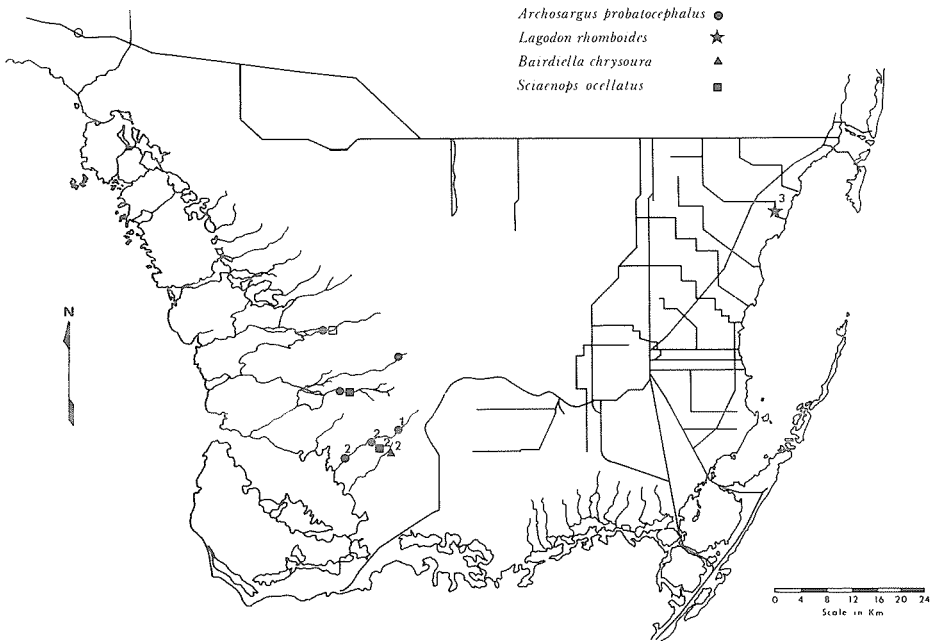 Archosargus probatocephalus
Lagodon rhomboides
Bairdiella chrysoura
Sciaenops ocellatus
3
N
1
2
2
2
2
0 4 8 12 16 20 24
Scale in Km